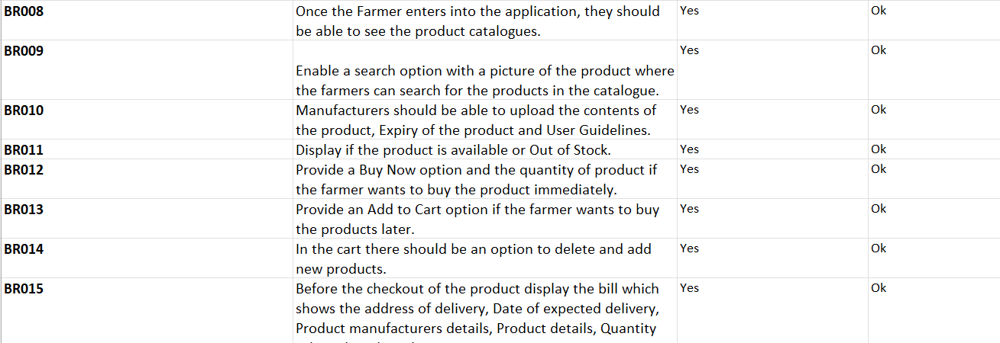 BR008 Once the Farmer enters into the application, they should Yes Ok
be able to see the product catalogues.
BR009 Yes Ok
Enable a search option with a picture of the product where
the farmers can search for the products in the catalogue.
BR010 Manufacturers should be able to upload the contents of Yes Ok
the product, Expiry of the product and User Guidelines.
BR011 Display if the product is available or Out of Stock. Yes Ok
BR012 Provide a Buy Now option and the quantity of product if Yes Ok
the farmer wants to buy the product immediately.
BR013 Provide an Add to Cart option if the farmer wants to buy Yes Ok
the products later.
BR014 In the cart there should be an option to delete and add Yes Ok
new products.
BR015 Before the checkout of the product display the bill which Yes Ok
shows the address of delivery, Date of expected delivery,
Product manufacturers details, Product details, Quantity